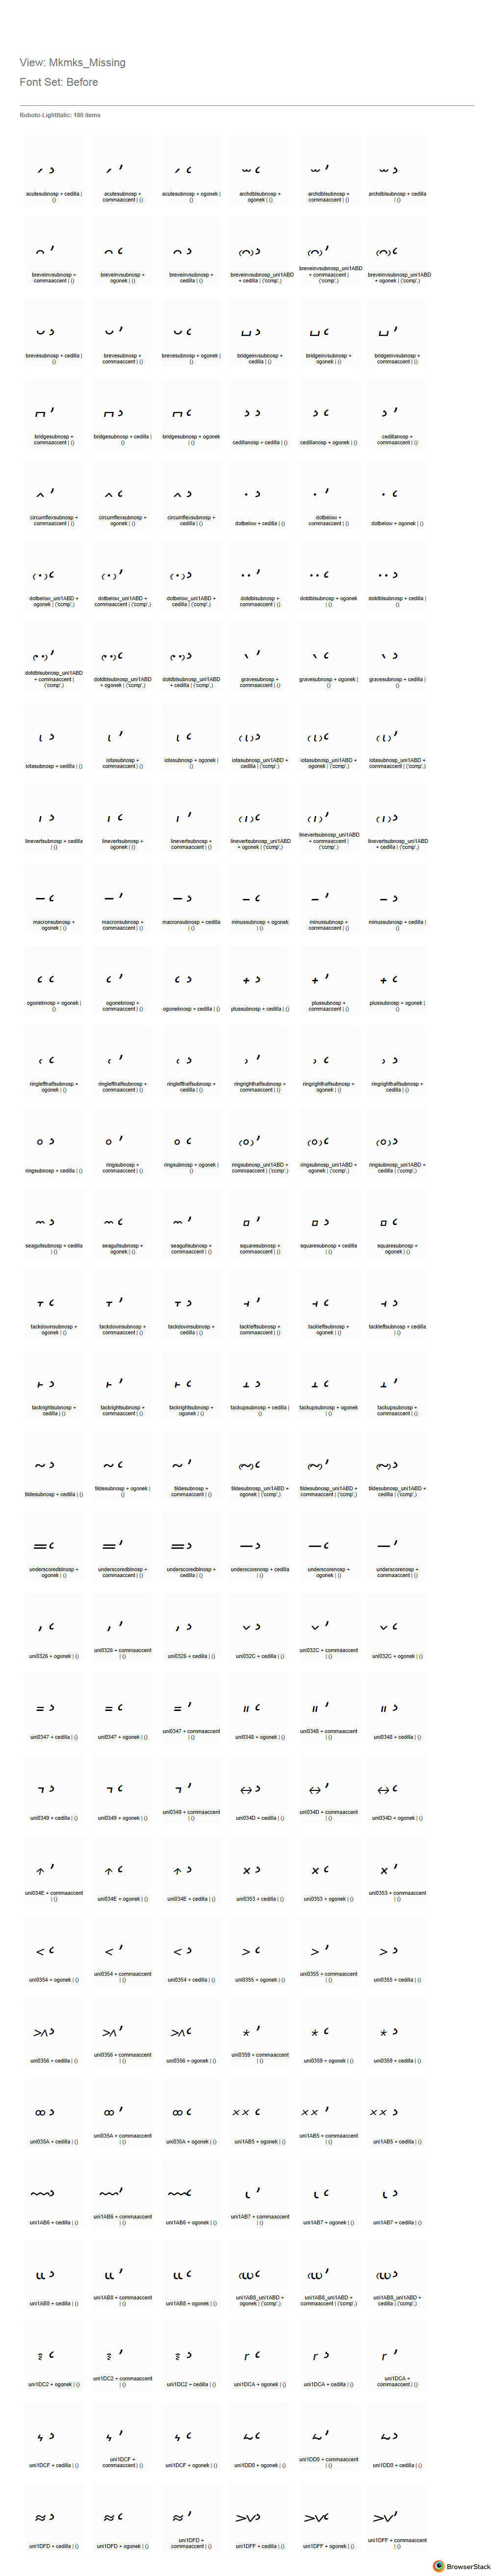 View: Mkmks_Missing
Font Set: Before
Roboto-LightItalic: 180 items
acutesubnosp + cedilla |
()
acutesubnosp +
commaaccent | ()
acutesubnosp + ogonek |
()
archdblsubnosp +
ogonek | ()
archdblsubnosp +
commaaccent | ()
archdblsubnosp + cedilla
| ()
breveinvsubnosp +
commaaccent | ()
breveinvsubnosp +
ogonek | ()
breveinvsubnosp +
cedilla | ()
breveinvsubnosp_uni1ABD
+ cedilla | ('ccmp',)
breveinvsubnosp_uni1ABD
+ commaaccent |
('ccmp',)
breveinvsubnosp_uni1ABD
+ ogonek | ('ccmp',)
brevesubnosp + cedilla |
()
brevesubnosp +
commaaccent | ()
brevesubnosp + ogonek |
()
bridgeinvsubnosp +
cedilla | ()
bridgeinvsubnosp +
ogonek | ()
bridgeinvsubnosp +
commaaccent | ()
bridgesubnosp +
commaaccent | ()
bridgesubnosp + cedilla |
()
bridgesubnosp + ogonek
| ()
cedillanosp + cedilla | ()
cedillanosp + ogonek | ()
cedillanosp +
commaaccent | ()
circumflexsubnosp +
commaaccent | ()
circumflexsubnosp +
ogonek | ()
circumflexsubnosp +
cedilla | ()
dotbelow + cedilla | ()
dotbelow +
commaaccent | ()
dotbelow + ogonek | ()
dotbelow_uni1ABD +
ogonek | ('ccmp',)
dotbelow_uni1ABD +
commaaccent | ('ccmp',)
dotbelow_uni1ABD +
cedilla | ('ccmp',)
dotdblsubnosp +
commaaccent | ()
dotdblsubnosp + ogonek
| ()
dotdblsubnosp + cedilla |
()
dotdblsubnosp_uni1ABD
+ commaaccent |
('ccmp',)
dotdblsubnosp_uni1ABD
+ ogonek | ('ccmp',)
dotdblsubnosp_uni1ABD
+ cedilla | ('ccmp',)
gravesubnosp +
commaaccent | ()
gravesubnosp + ogonek |
()
gravesubnosp + cedilla |
()
iotasubnosp + cedilla | ()
iotasubnosp +
commaaccent | ()
iotasubnosp + ogonek | ()
iotasubnosp_uni1ABD +
cedilla | ('ccmp',)
iotasubnosp_uni1ABD +
ogonek | ('ccmp',)
iotasubnosp_uni1ABD +
commaaccent | ('ccmp',)
linevertsubnosp + cedilla
| ()
linevertsubnosp +
ogonek | ()
linevertsubnosp +
commaaccent | ()
linevertsubnosp_uni1ABD
+ ogonek | ('ccmp',)
linevertsubnosp_uni1ABD
+ commaaccent |
('ccmp',)
linevertsubnosp_uni1ABD
+ cedilla | ('ccmp',)
macronsubnosp +
ogonek | ()
macronsubnosp +
commaaccent | ()
macronsubnosp + cedilla
| ()
minussubnosp + ogonek
| ()
minussubnosp +
commaaccent | ()
minussubnosp + cedilla |
()
ogoneknosp + ogonek |
()
ogoneknosp +
commaaccent | ()
ogoneknosp + cedilla | ()
plussubnosp + cedilla | ()
plussubnosp +
commaaccent | ()
plussubnosp + ogonek |
()
ringlefthalfsubnosp +
ogonek | ()
ringlefthalfsubnosp +
commaaccent | ()
ringlefthalfsubnosp +
cedilla | ()
ringrighthalfsubnosp +
commaaccent | ()
ringrighthalfsubnosp +
ogonek | ()
ringrighthalfsubnosp +
cedilla | ()
ringsubnosp + cedilla | ()
ringsubnosp +
commaaccent | ()
ringsubnosp + ogonek |
()
ringsubnosp_uni1ABD +
commaaccent | ('ccmp',)
ringsubnosp_uni1ABD +
ogonek | ('ccmp',)
ringsubnosp_uni1ABD +
cedilla | ('ccmp',)
seagullsubnosp + cedilla
| ()
seagullsubnosp +
ogonek | ()
seagullsubnosp +
commaaccent | ()
squaresubnosp +
commaaccent | ()
squaresubnosp + cedilla
| ()
squaresubnosp +
ogonek | ()
tackdownsubnosp +
ogonek | ()
tackdownsubnosp +
commaaccent | ()
tackdownsubnosp +
cedilla | ()
tackleftsubnosp +
commaaccent | ()
tackleftsubnosp +
ogonek | ()
tackleftsubnosp + cedilla
| ()
tackrightsubnosp +
cedilla | ()
tackrightsubnosp +
commaaccent | ()
tackrightsubnosp +
ogonek | ()
tackupsubnosp + cedilla |
()
tackupsubnosp + ogonek
| ()
tackupsubnosp +
commaaccent | ()
tildesubnosp + cedilla | ()
tildesubnosp + ogonek |
()
tildesubnosp +
commaaccent | ()
tildesubnosp_uni1ABD +
ogonek | ('ccmp',)
tildesubnosp_uni1ABD +
commaaccent | ('ccmp',)
tildesubnosp_uni1ABD +
cedilla | ('ccmp',)
underscoredblnosp +
ogonek | ()
underscoredblnosp +
commaaccent | ()
underscoredblnosp +
cedilla | ()
underscorenosp + cedilla
| ()
underscorenosp +
ogonek | ()
underscorenosp +
commaaccent | ()
uni0326 + ogonek | ()
uni0326 + commaaccent
| ()
uni0326 + cedilla | ()
uni032C + cedilla | ()
uni032C + commaaccent
| ()
uni032C + ogonek | ()
uni0347 + cedilla | ()
uni0347 + ogonek | ()
uni0347 + commaaccent
| ()
uni0348 + ogonek | ()
uni0348 + commaaccent
| ()
uni0348 + cedilla | ()
uni0349 + cedilla | ()
uni0349 + ogonek | ()
uni0349 + commaaccent
| ()
uni034D + cedilla | ()
uni034D + commaaccent
| ()
uni034D + ogonek | ()
uni034E + commaaccent
| ()
uni034E + ogonek | ()
uni034E + cedilla | ()
uni0353 + cedilla | ()
uni0353 + ogonek | ()
uni0353 + commaaccent
| ()
uni0354 + ogonek | ()
uni0354 + commaaccent
| ()
uni0354 + cedilla | ()
uni0355 + ogonek | ()
uni0355 + commaaccent
| ()
uni0355 + cedilla | ()
uni0356 + cedilla | ()
uni0356 + commaaccent
| ()
uni0356 + ogonek | ()
uni0359 + commaaccent
| ()
uni0359 + ogonek | ()
uni0359 + cedilla | ()
uni035A + cedilla | ()
uni035A + commaaccent
| ()
uni035A + ogonek | ()
uni1AB5 + ogonek | ()
uni1AB5 + commaaccent
| ()
uni1AB5 + cedilla | ()
uni1AB6 + cedilla | ()
uni1AB6 + commaaccent
| ()
uni1AB6 + ogonek | ()
uni1AB7 + commaaccent
| ()
uni1AB7 + ogonek | ()
uni1AB7 + cedilla | ()
uni1AB8 + cedilla | ()
uni1AB8 + commaaccent
| ()
uni1AB8 + ogonek | ()
uni1AB8_uni1ABD +
ogonek | ('ccmp',)
uni1AB8_uni1ABD +
commaaccent | ('ccmp',)
uni1AB8_uni1ABD +
cedilla | ('ccmp',)
uni1DC2 + ogonek | ()
uni1DC2 + commaaccent
| ()
uni1DC2 + cedilla | ()
uni1DCA + ogonek | ()
uni1DCA + cedilla | ()
uni1DCA +
commaaccent | ()
uni1DCF + cedilla | ()
uni1DCF +
commaaccent | ()
uni1DCF + ogonek | ()
uni1DD0 + ogonek | ()
uni1DD0 + commaaccent
| ()
uni1DD0 + cedilla | ()
uni1DFD + cedilla | ()
uni1DFD + ogonek | ()
uni1DFD +
commaaccent | ()
uni1DFF + cedilla | ()
uni1DFF + ogonek | ()
uni1DFF + commaaccent
| ()
BrowserStack